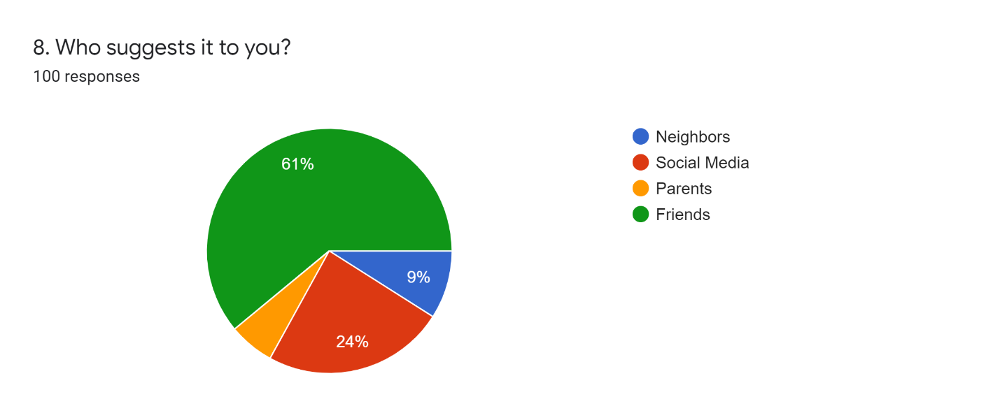 8. Who suggests it to you?
100 responses
61%
9%
24%
Neighbors
Social Media
Parents
Friends